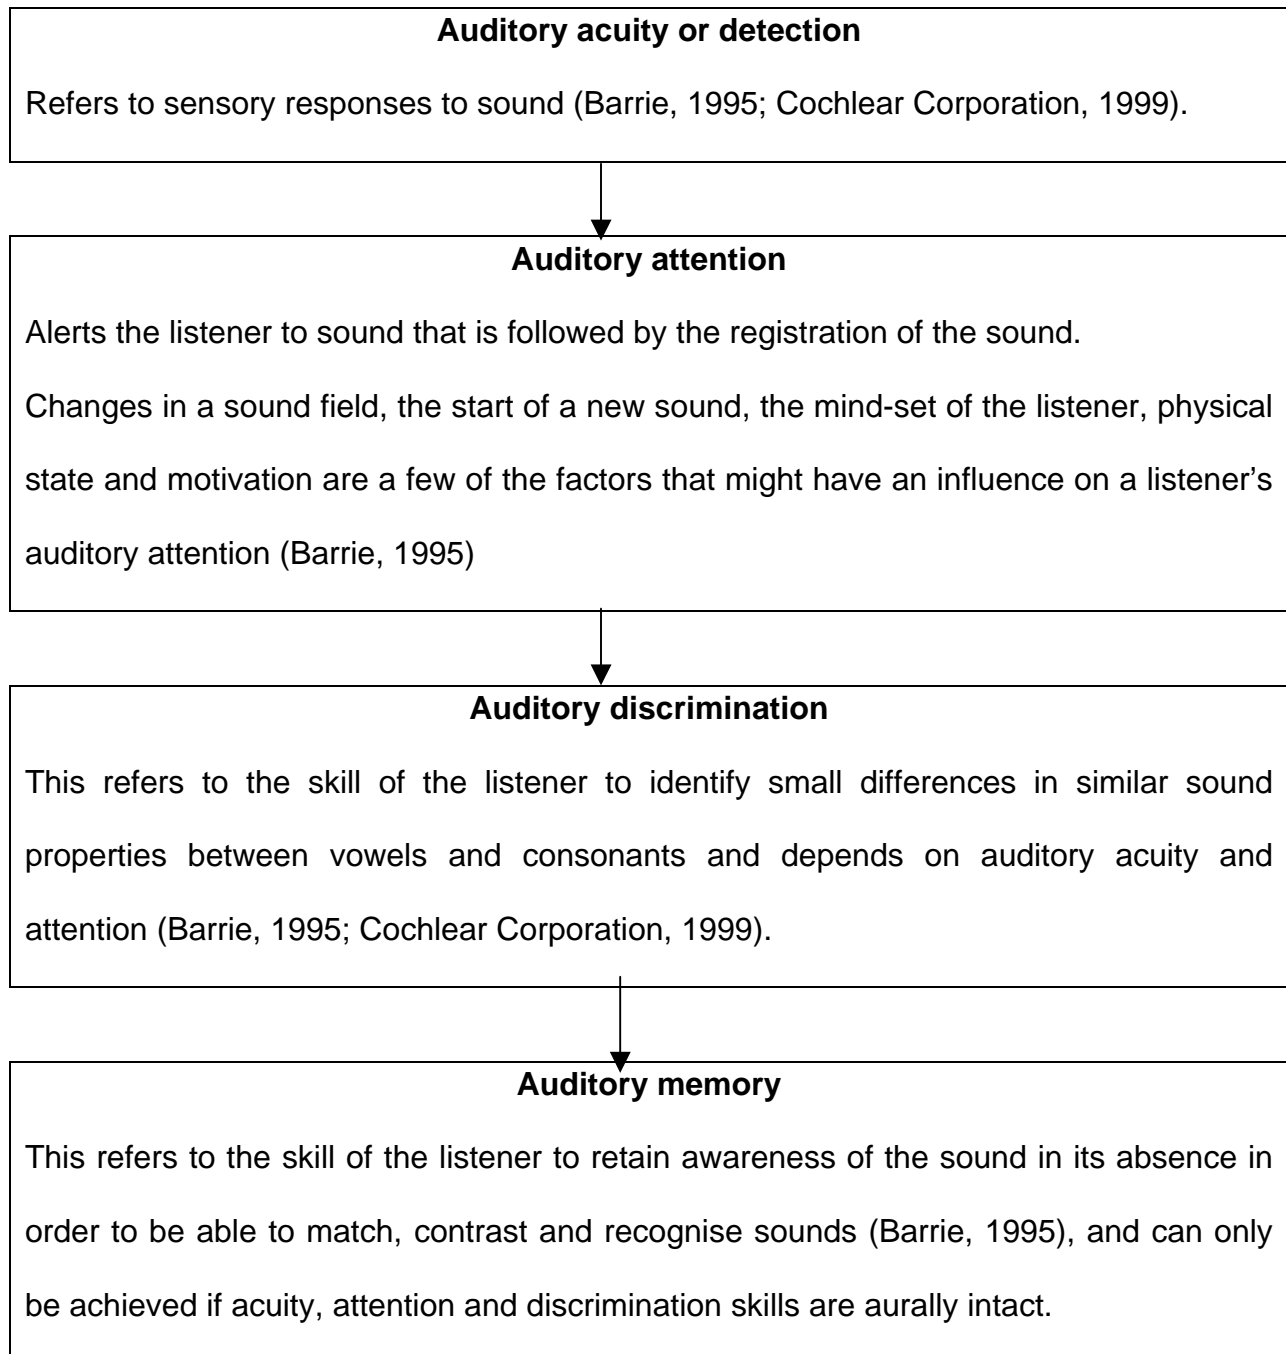 Auditory acuity or detection
Refers to sensory responses to sound (Barrie, 1995; Cochlear Corporation, 1999).
Auditory attention
Alerts the listener to sound that is followed by the registration of the sound.
Changes in a sound field, the start of a new sound, the mind-set of the listener, physical
state and motivation are a few of the factors that might have an influence on a listener’s
auditory attention (Barrie, 1995)
Auditory discrimination
This refers to the skill of the listener to identify small differences in similar sound
properties between vowels and consonants and depends on auditory acuity and
attention (Barrie, 1995; Cochlear Corporation, 1999).
Auditory memory
This refers to the skill of the listener to retain awareness of the sound in its absence in
order to be able to match, contrast and recognise sounds (Barrie, 1995), and can only
be achieved if acuity, attention and discrimination skills are aurally intact.